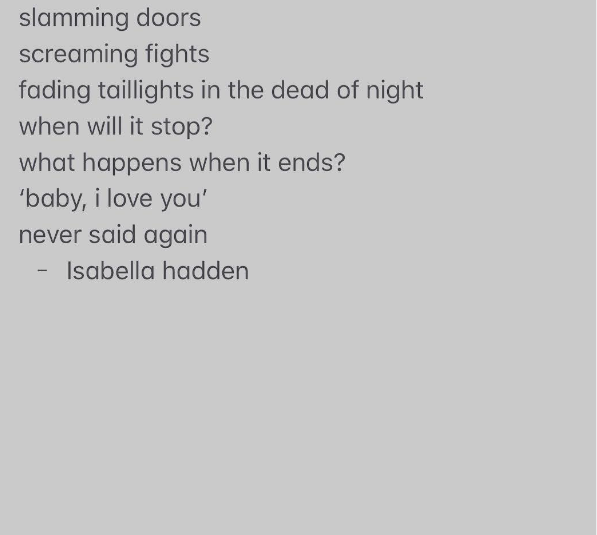 slamming doors
screaming fights
fading taillights in the dead of night
when will it stop?
what happens when it ends?
‘baby, i love you’
never said again
– Isabella hadden